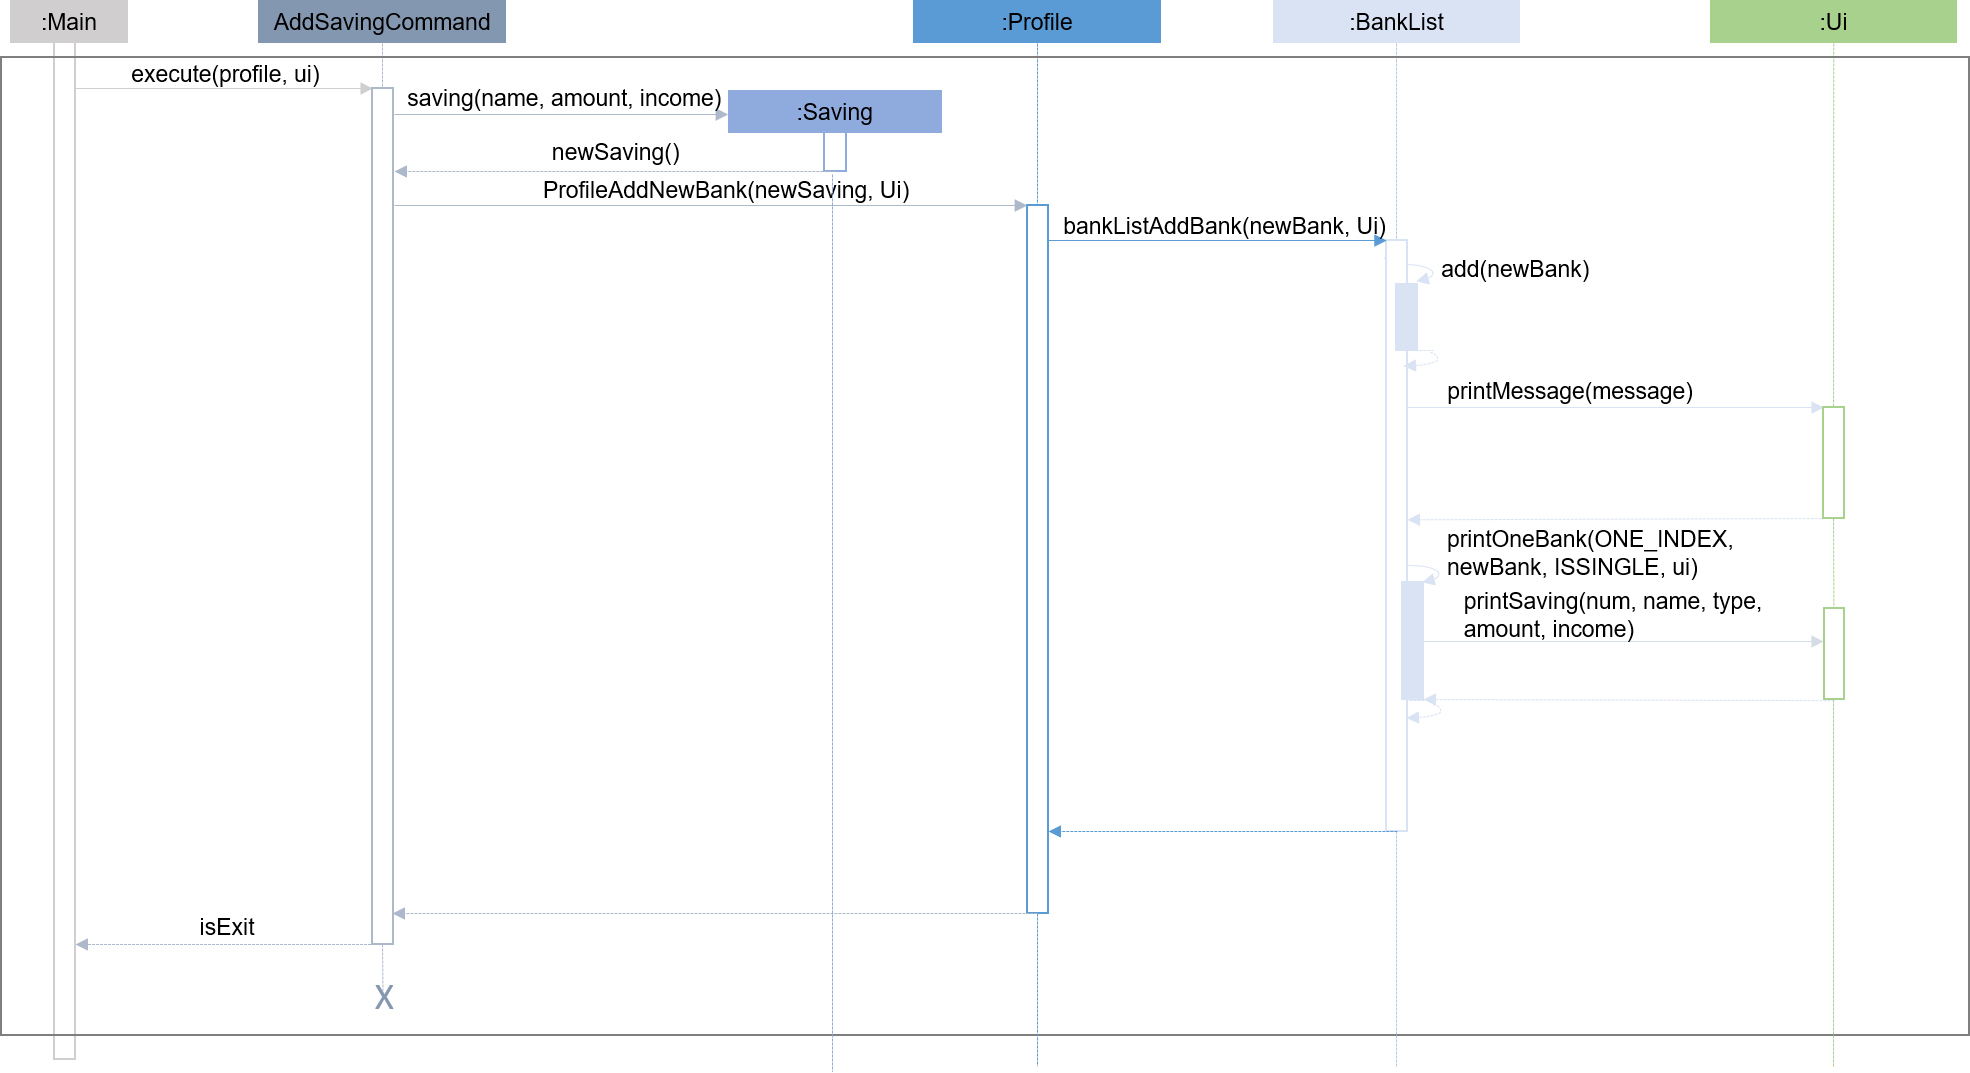 :Main
AddSavingCommand
:Profile
:BankList
:Ui
execute(profile, ui)
saving(name, amount, income)
:Saving
newSaving()
ProfileAddNewBank(newSaving, Ui)
bankListAddBank(newBank, Ui)
add(newBank)
printMessage(message)
printOneBank(ONE_INDEX,
newBank, ISSINGLE, ui)
printSaving(num, name, type,
amount, income)
isExit
X